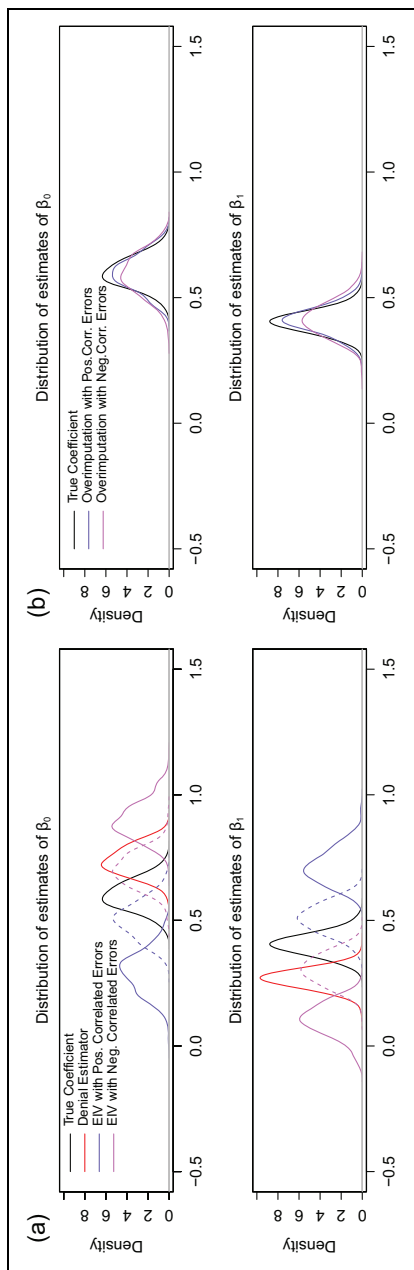 (a)
Distribution of estimates of β0
True Coefficient
Denial Estimator
EIV with Pos. Correlated Errors
EIV with Neg. Correlated Errors
Density
0 2 4 6 8 10
−0.5 0.0 0.5 1.0 1.5
Distribution of estimates of β1
Density
0 2 4 6 8 10
−0.5 0.0 0.5 1.0 1.5
(b)
Distribution of estimates of β0
True Coefficient
Overimputation with Pos.Corr. Errors
Overimputation with Neg.Corr. Errors
Density
0 2 4 6 8 10
−0.5 0.0 0.5 1.0 1.5
Distribution of estimates of β1
Density
0 2 4 6 8 10
−0.5 0.0 0.5 1.0 1.5